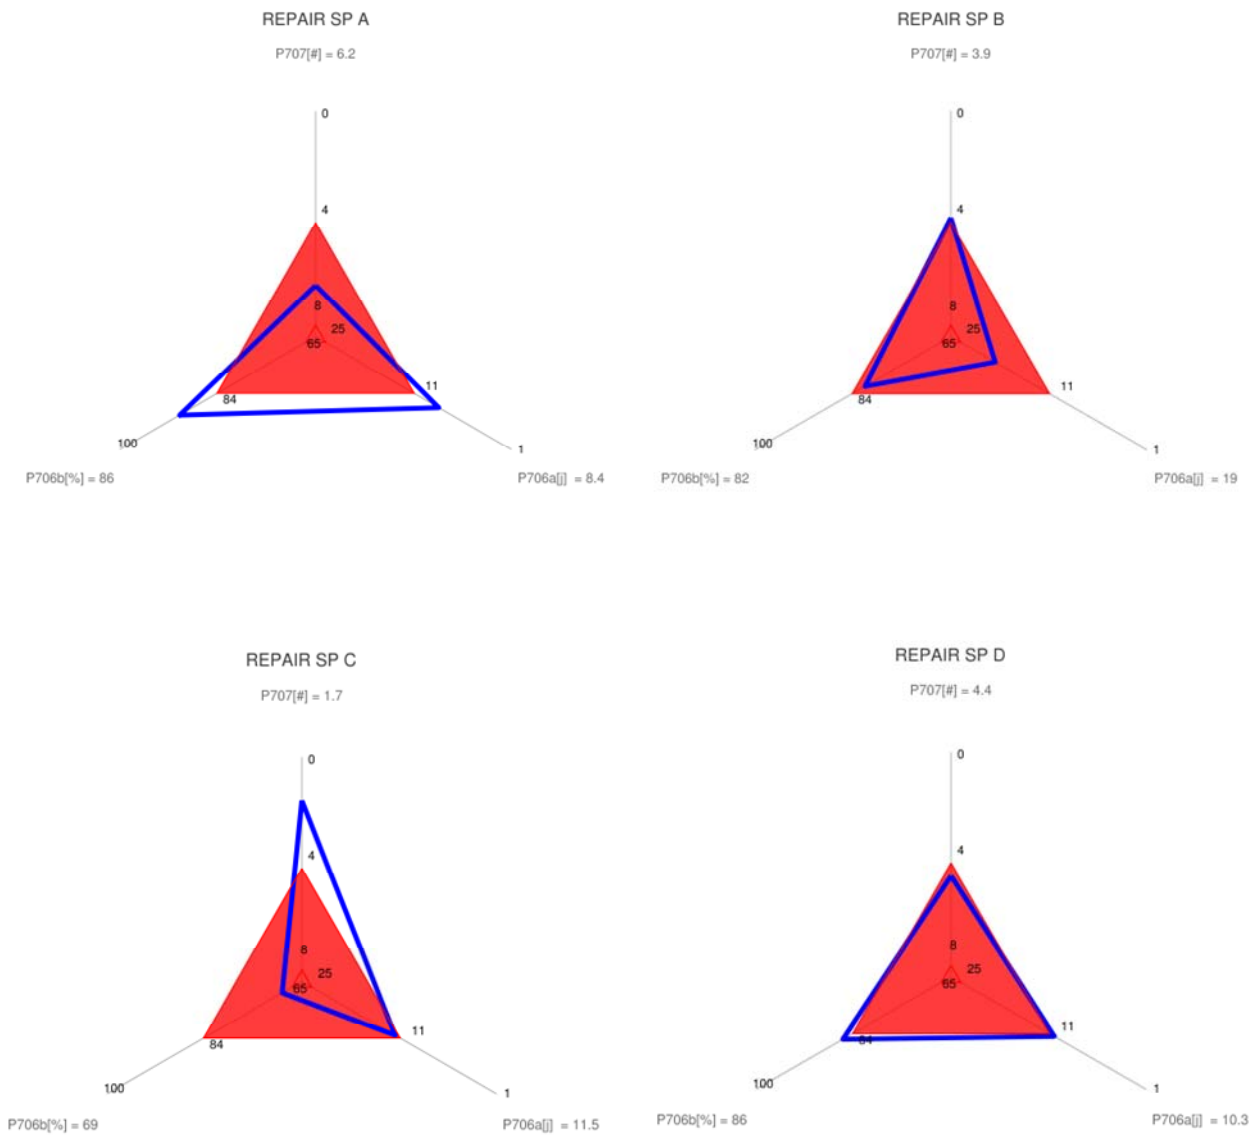 REPAIR SP A
P707[#] = 6.2
0
4
8
25
65
11
84
100
1
P706b[%] = 86
P706a[j] = 8.4
REPAIR SP B
P707[#] = 3.9
0
4
8
25
65
11
84
100
1
P706b[%] = 82
P706a[j] = 19
REPAIR SP C
P707[#] = 1.7
0
4
8
25
65
11
84
100
1
P706b[%] = 69
P706a[j] = 11.5
REPAIR SP D
P707[#] = 4.4
0
4
8
25
65
11
84
100
1
P706b[%] = 86
P706a[j] = 10.3